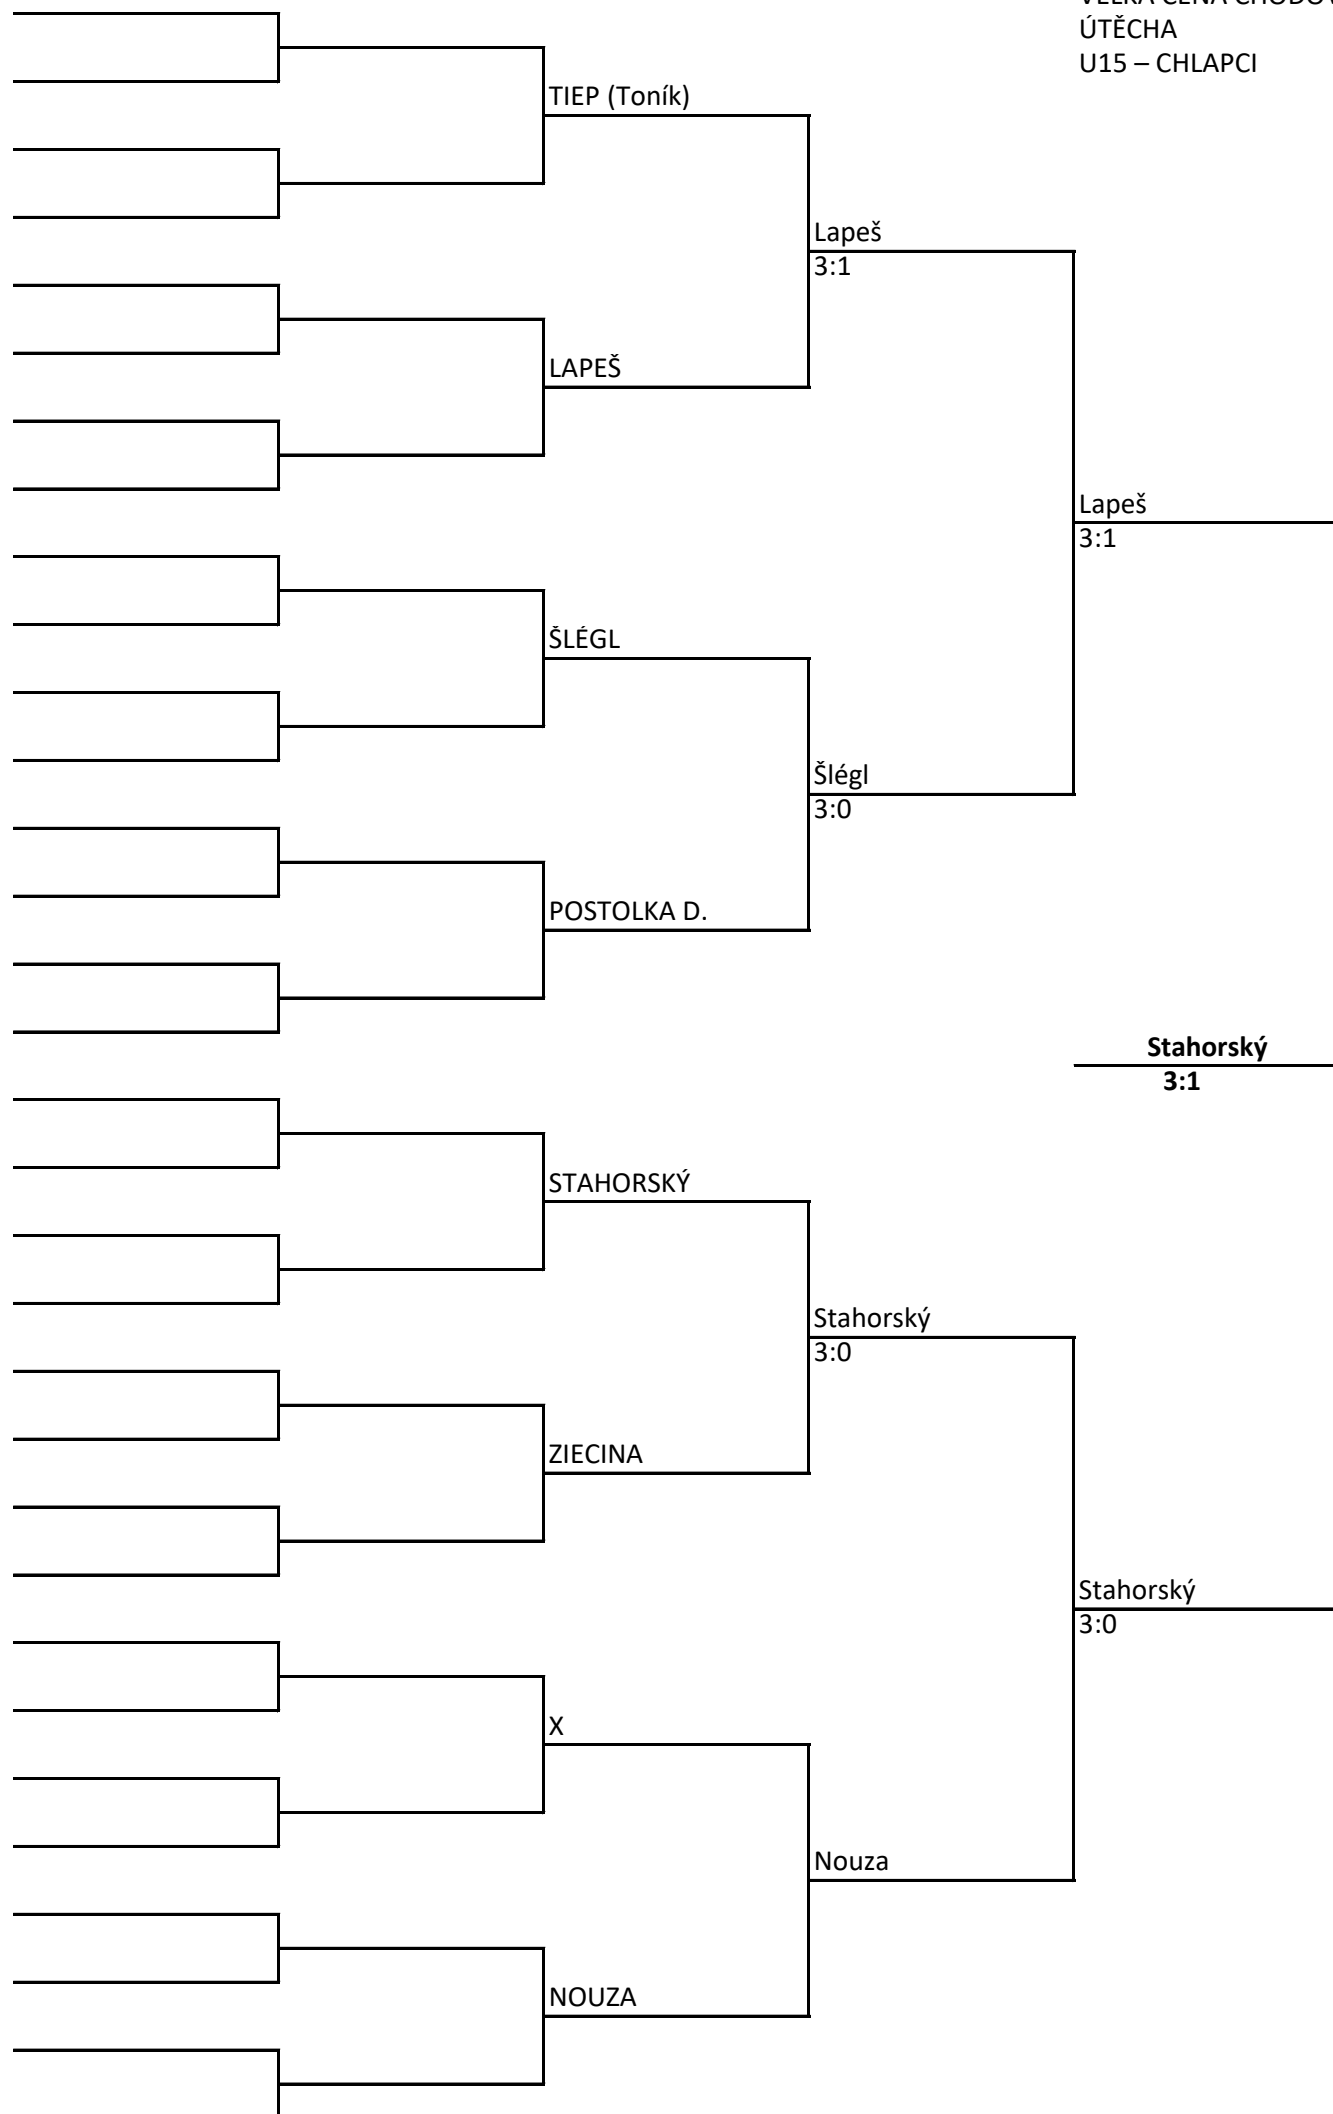 ÚTĚCHA
U15 – CHLAPCI
TIEP (Toník)
Lapeš
3:1
LAPEŠ
Lapeš
3:1
ŠLÉGL
Šlégl
3:0
POSTOLKA D.
Stahorský
3:1
STAHORSKÝ
Stahorský
3:0
ZIECINA
Stahorský
3:0
X
Nouza
NOUZA